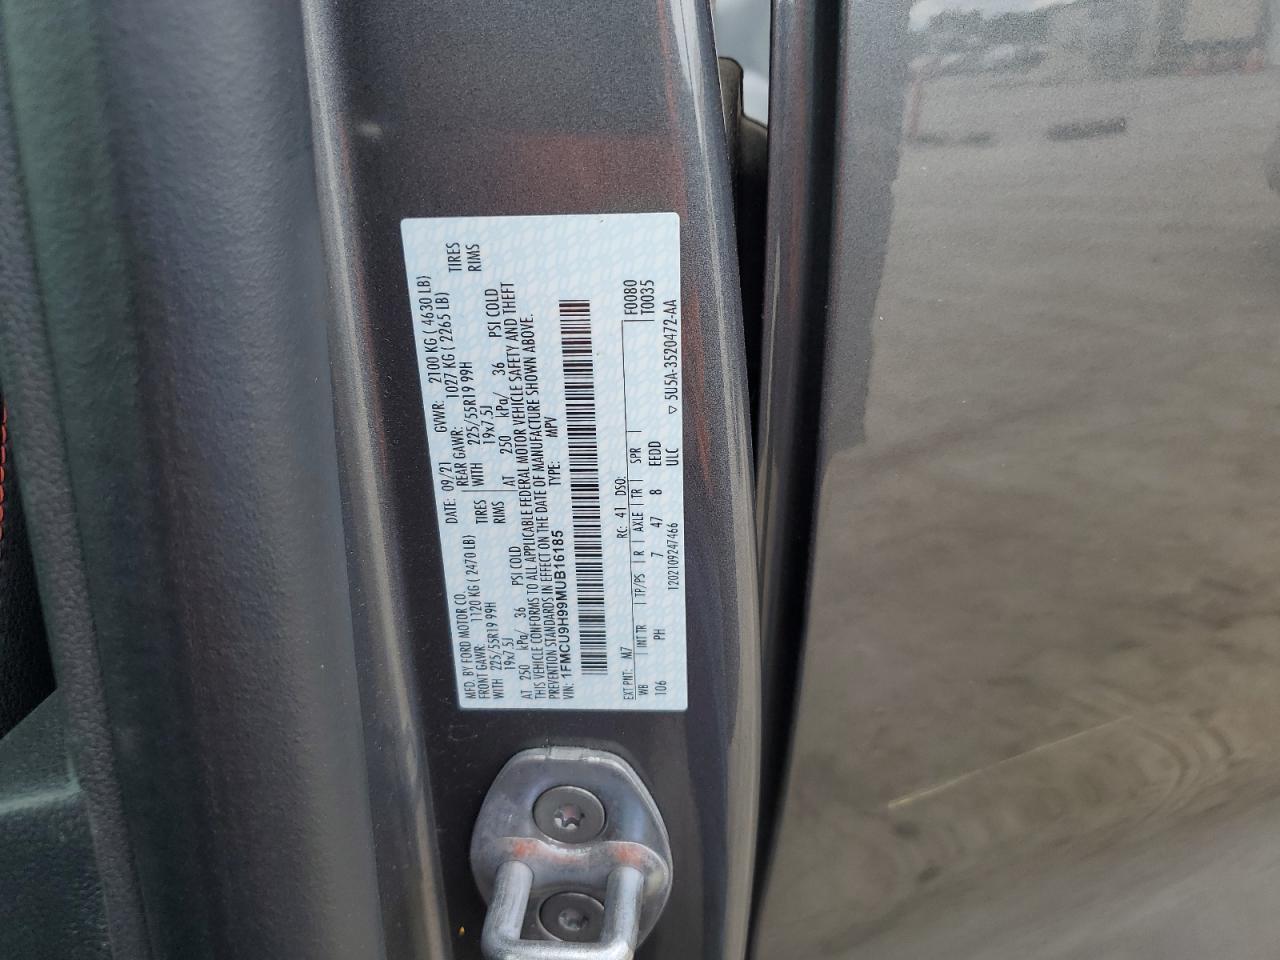 MFD. BY FORD MOTOR CO. DATE: 09/21 GVWR: 2100 KG ( 4630 LB)
FRONT GAWR: 1120 KG ( 2470 LB) REAR GAWR: 1027 KG ( 2265 LB)
WITH 225/55R19 99H TIRES WITH 225/55R19 99H TIRES
19x7.5J RIMS 19x7.5J RIMS
AT 250 kPa/ 36 PSI COLD AT 250 kPa/ 36 PSI COLD
THIS VEHICLE CONFORMS TO ALL APPLICABLE FEDERAL MOTOR VEHICLE SAFETY AND THEFT
PREVENTION STANDARDS IN EFFECT ON THE DATE OF MANUFACTURE SHOWN ABOVE.
VIN: 1FMCU9H99MUB16185 TYPE: MPV
EXT PNT: M7 RC: 41 DSO: F0080
WB INT TR TP/PS R AXLE TR SPR T0035
106 PH 7 47 8 EEDD
120210924 7466 ULC ▽ 5U5A-3520472-AA